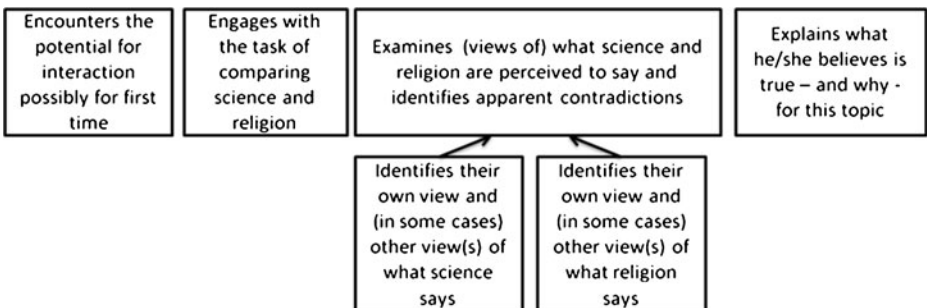 Encounters the
potential for
interaction
possibly for first
time
Engages with
the task of
comparing
science and
religion
Examines (views of) what science and
religion are perceived to say and
identifies apparent contradictions
Explains what
he/she believes is
true – and why -
for this topic
Identifies their
own view and
(in some cases)
other view(s) of
what science
says
Identifies their
own view and
(in some cases)
other view(s) of
what religion
says